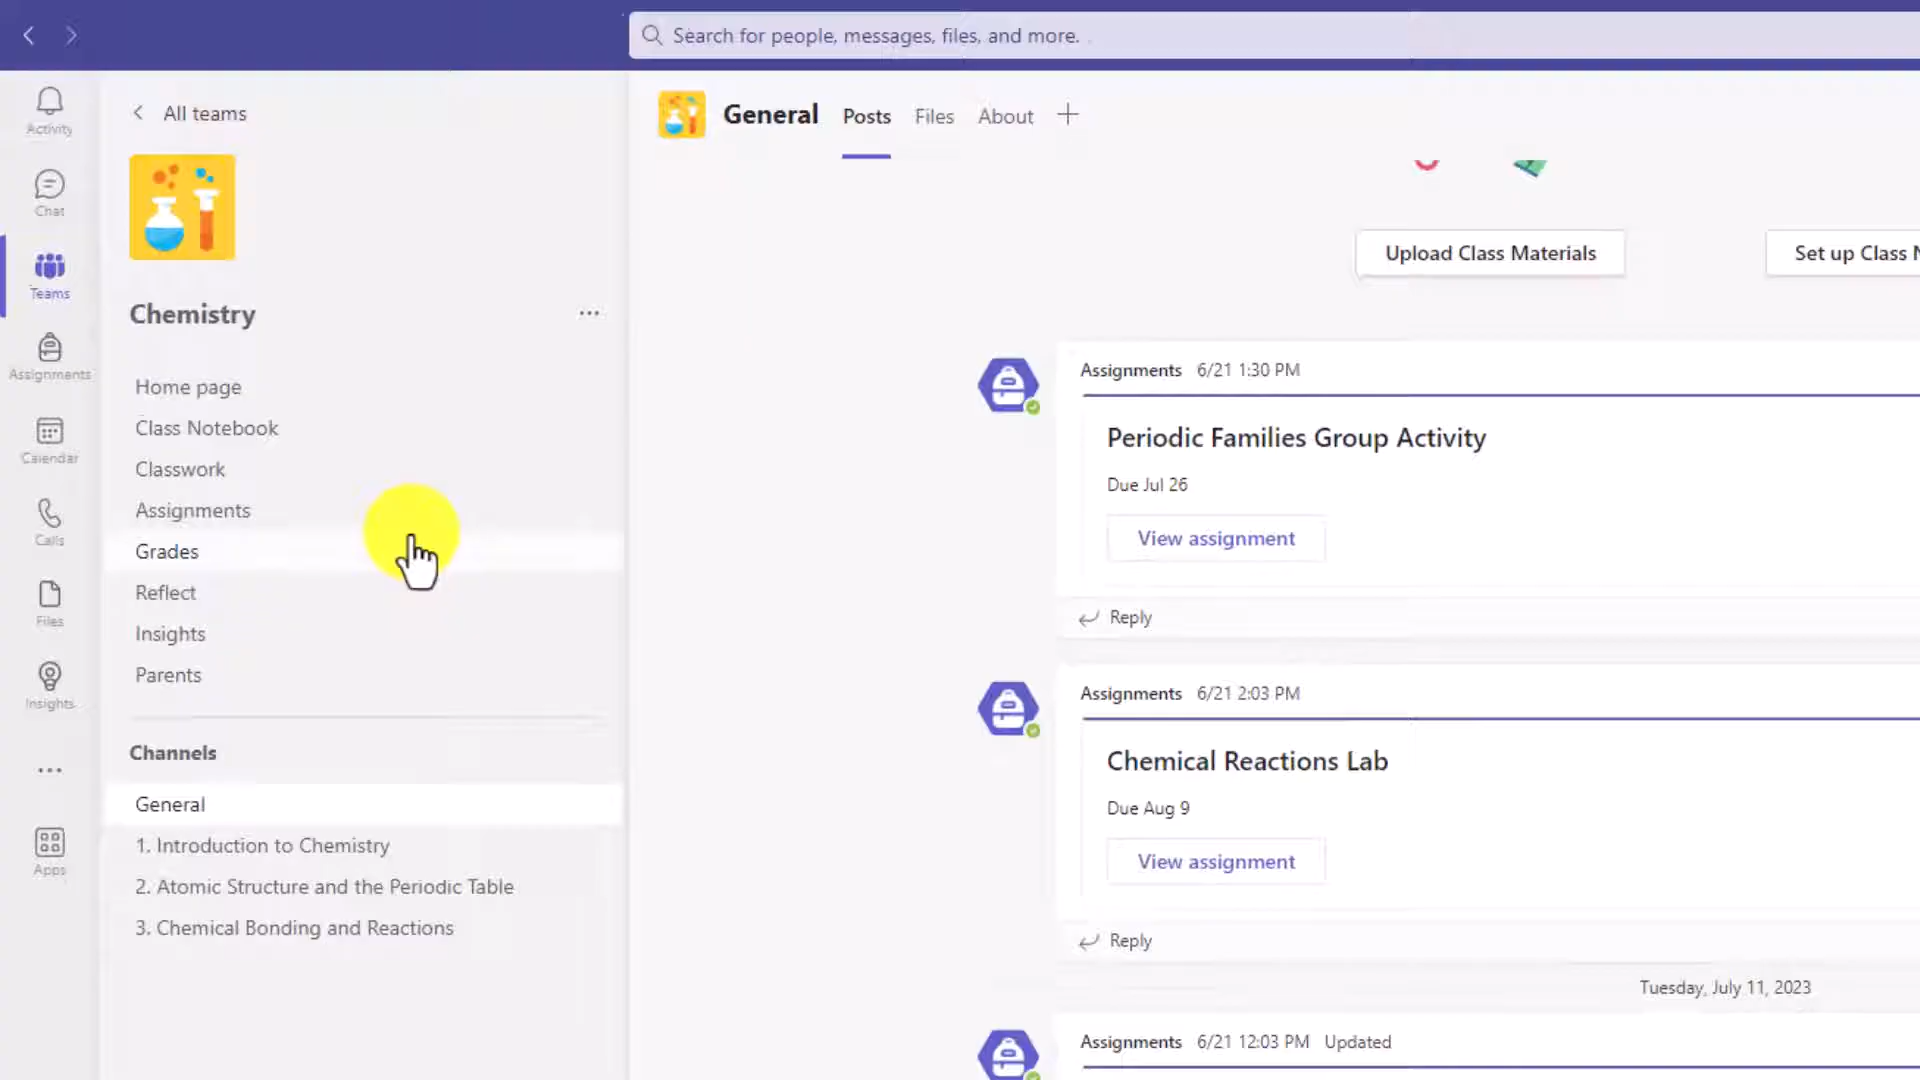 Search for people, messages, files, and more.
Activity
Chat
Teams
Assignments
Calendar
Calls
Files
Insights
Apps
All teams
Chemistry
Home page
Class Notebook
Classwork
Assignments
Grades
Reflect
Insights
Parents
Channels
General
1. Introduction to Chemistry
2. Atomic Structure and the Periodic Table
3. Chemical Bonding and Reactions
General Posts Files About
Upload Class Materials
Set up Class
Assignments 6/21 1:30 PM
Periodic Families Group Activity
Due Jul 26
View assignment
Reply
Assignments 6/21 2:03 PM
Chemical Reactions Lab
Due Aug 9
View assignment
Reply
Tuesday, July 11, 2023
Assignments 6/21 12:03 PM Updated